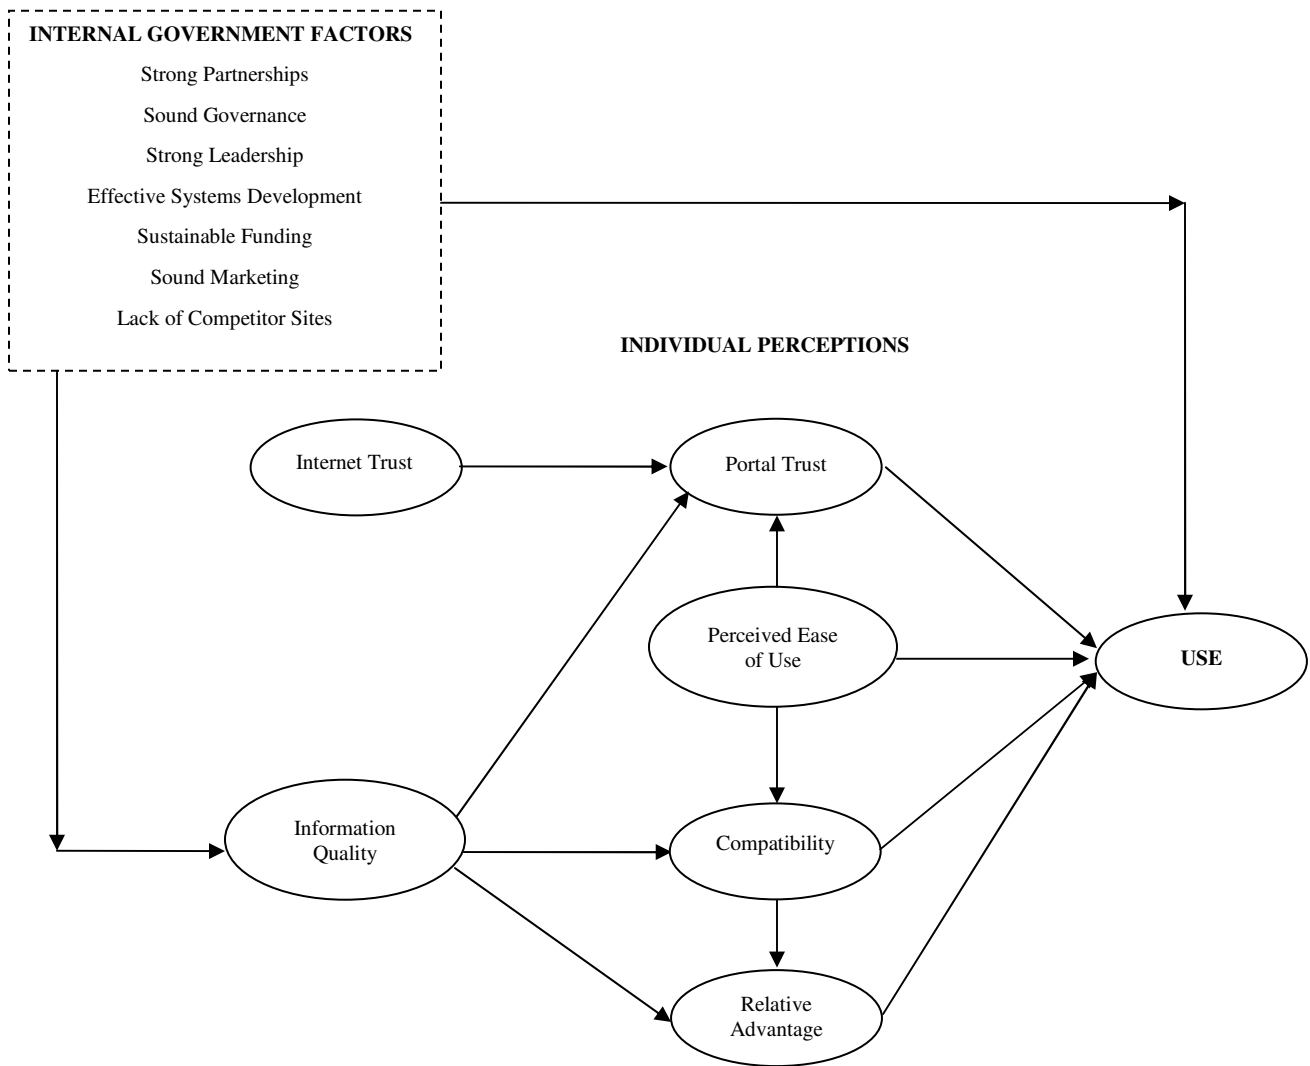 INTERNAL GOVERNMENT FACTORS
Strong Partnerships
Sound Governance
Strong Leadership
Effective Systems Development
Sustainable Funding
Sound Marketing
Lack of Competitor Sites
INDIVIDUAL PERCEPTIONS
Internet Trust
Portal Trust
Perceived Ease
of Use
USE
Information
Quality
Compatibility
Relative
Advantage